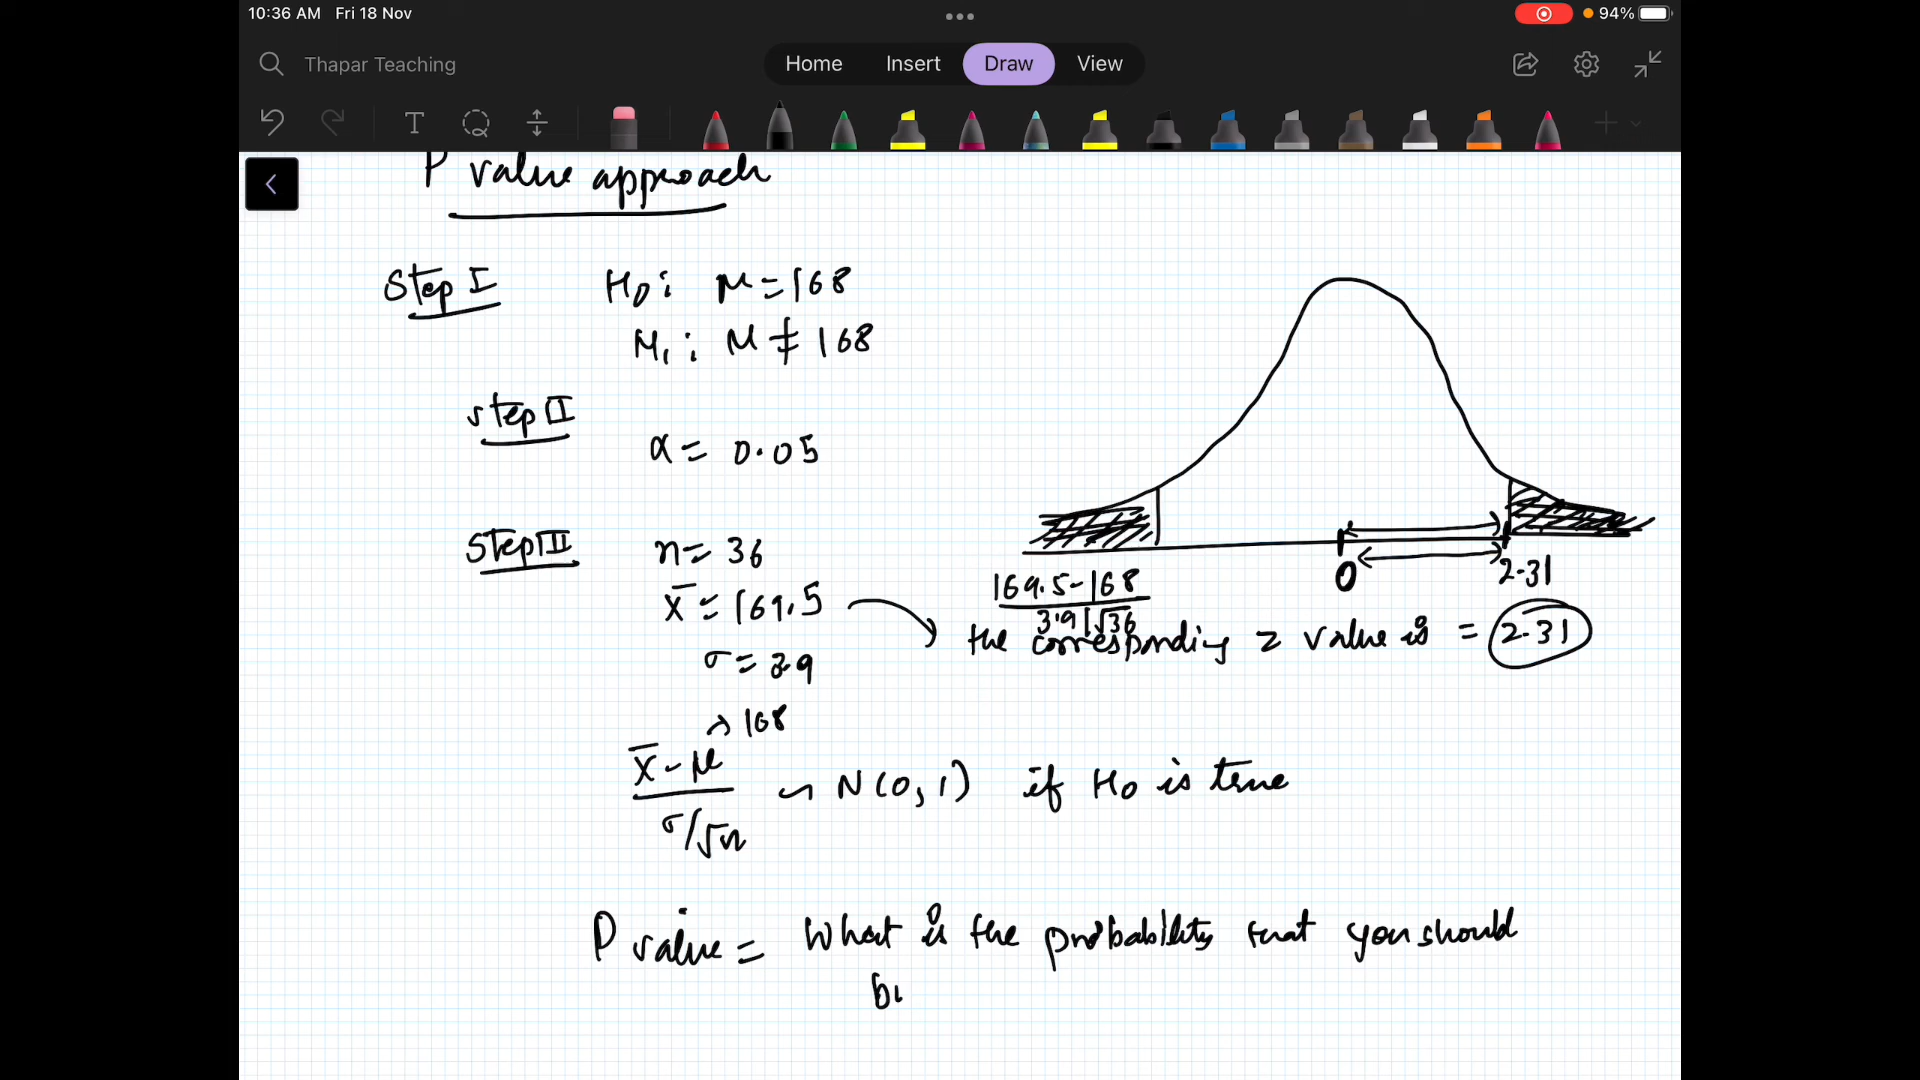 10:36 AM Fri 18 Nov
94%
Thapar Teaching
Home Insert Draw View
T
P value approach
Step I H0 : μ = 168
H1 : μ ≠ 168
Step II
α = 0.05
Step III n = 36
x̄ = 169.5
σ = 3.9
169.5 - 168
3.9/√36
0
2.31
the corresponding z value is = 2.31
→ 168
x̄ - μ
σ/√n
~ N(0, 1) if H0 is true
P value = What is the probability that you should